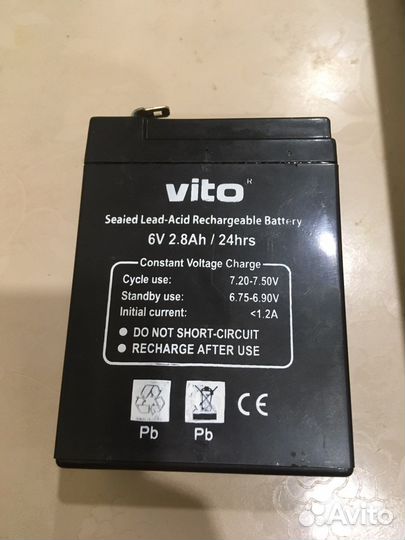 vito R
Seaied Lead-Acid Rechargeable Battery
6V 2.8Ah / 24hrs
Constant Voltage Charge
Cycle use: 7.20-7.50V
Standby use: 6.75-6.90V
Initial current: <1.2A
● DO NOT SHORT-CIRCUIT
● RECHARGE AFTER USE
CE
Pb Pb
Avito